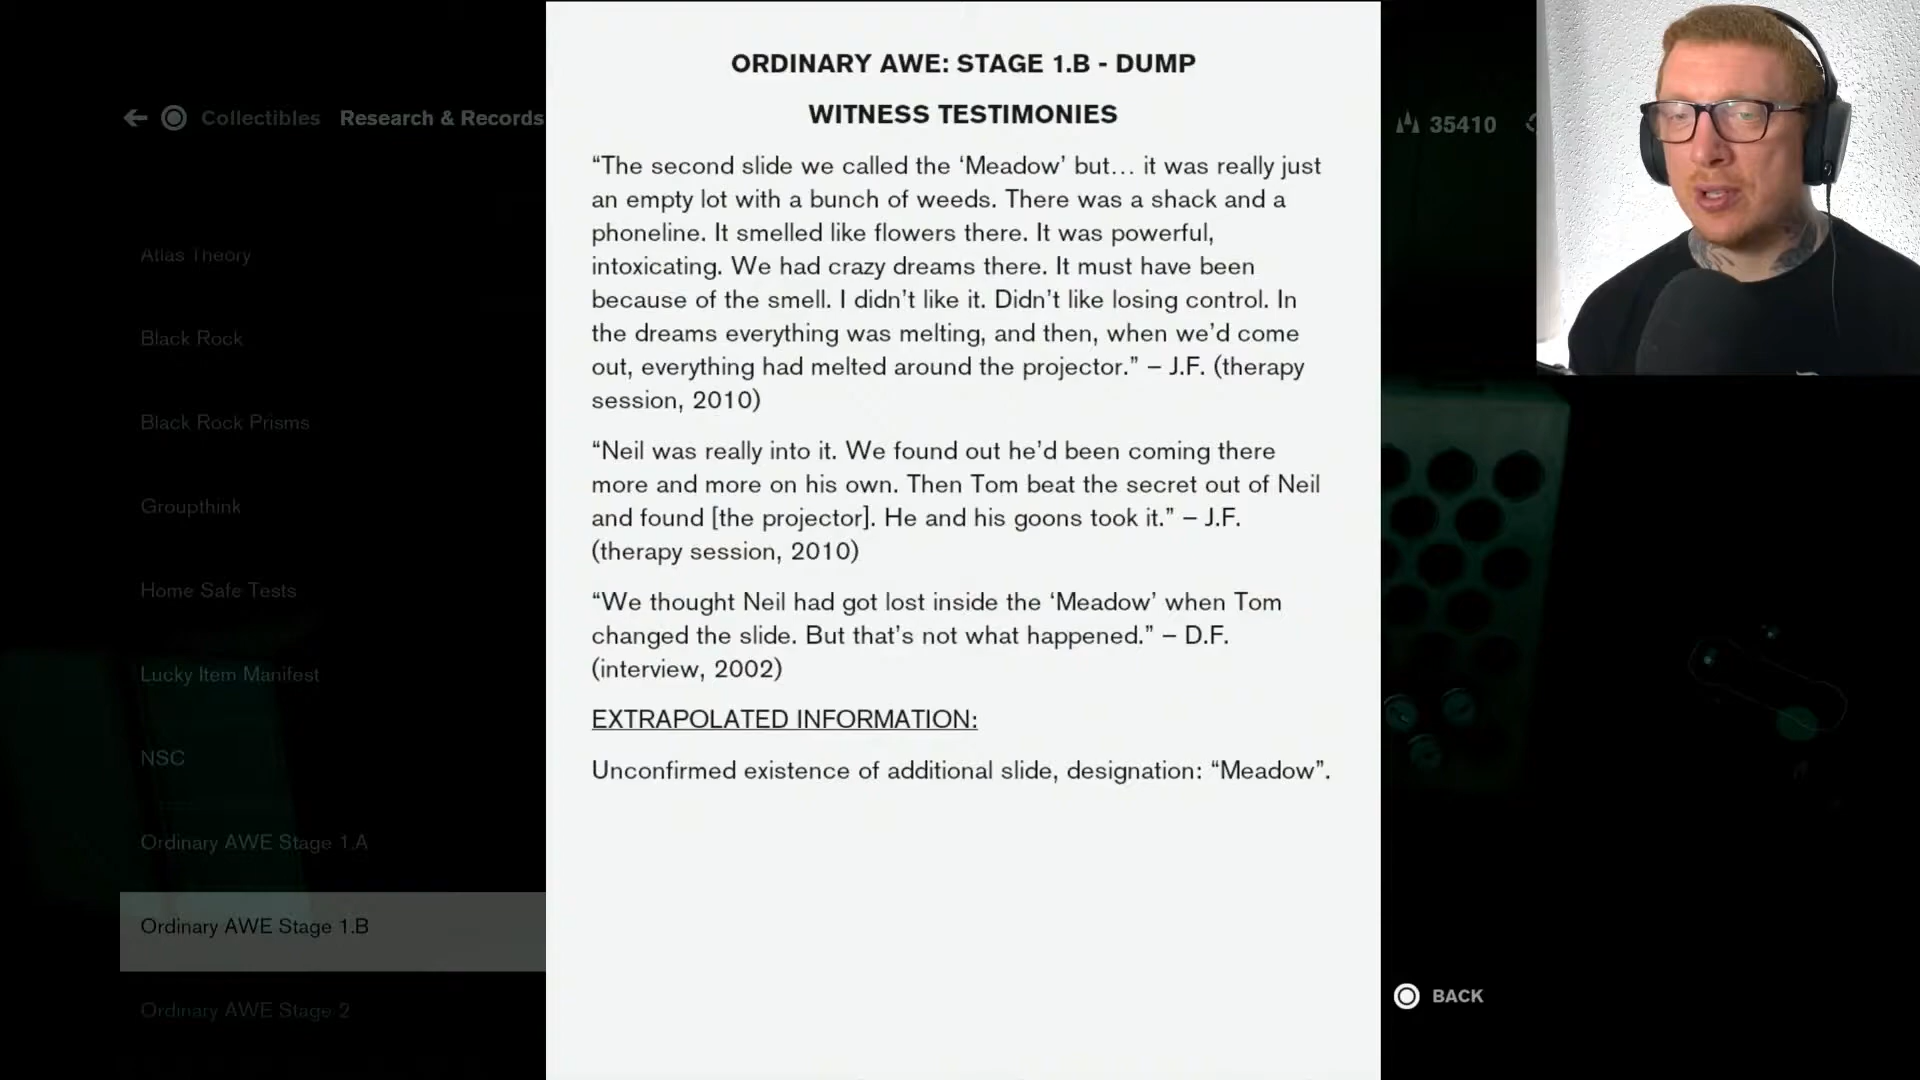 ORDINARY AWE: STAGE 1.B - DUMP
WITNESS TESTIMONIES
“The second slide we called the ‘Meadow’ but… it was really just
an empty lot with a bunch of weeds. There was a shack and a
phoneline. It smelled like flowers there. It was powerful,
intoxicating. We had crazy dreams there. It must have been
because of the smell. I didn’t like it. Didn’t like losing control. In
the dreams everything was melting, and then, when we’d come
out, everything had melted around the projector.” – J.F. (therapy
session, 2010)
“Neil was really into it. We found out he’d been coming there
more and more on his own. Then Tom beat the secret out of Neil
and found [the projector]. He and his goons took it.” – J.F.
(therapy session, 2010)
“We thought Neil had got lost inside the ‘Meadow’ when Tom
changed the slide. But that’s not what happened.” – D.F.
(interview, 2002)
EXTRAPOLATED INFORMATION:
Unconfirmed existence of additional slide, designation: “Meadow”.
Collectibles Research & Records
Atlas Theory
Black Rock
Black Rock Prisms
Groupthink
Home Safe Tests
Lucky Item Manifest
NSC
Ordinary AWE Stage 1.A
Ordinary AWE Stage 1.B
Ordinary AWE Stage 2
35410
BACK